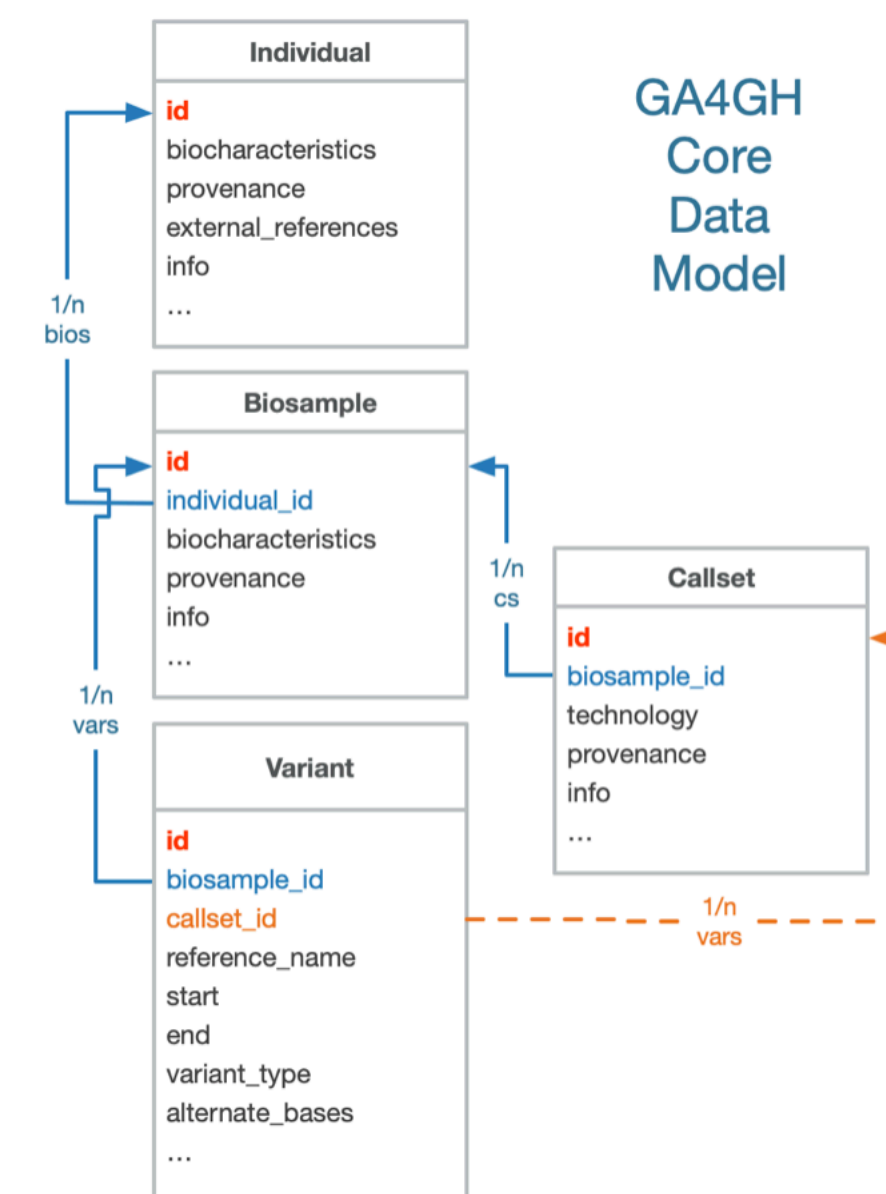 Individual
id
biocharacteristics
provenance
external_references
info
...
GA4GH
Core
Data
Model
1/n
bios
Biosample
id
individual_id
biocharacteristics
provenance
info
...
1/n
cs
Callset
id
biosample_id
technology
provenance
info
...
1/n
vars
Variant
id
biosample_id
callset_id
reference_name
start
end
variant_type
alternate_bases
...
1/n
vars